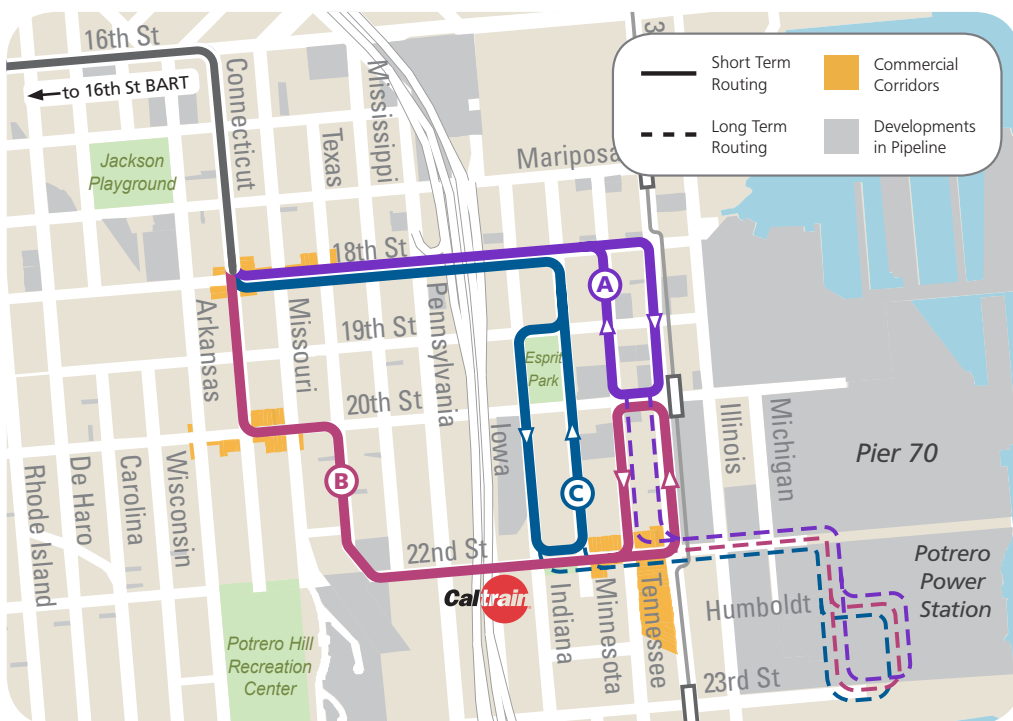 16th St
to 16th St BART
Connecticut
Mississippi
Texas
Jackson
Playground
Mariposa
3
Short Term
Routing
Commercial
Corridors
Long Term
Routing
Developments
in Pipeline
18th St
A
Arkansas
Missouri
19th St
Pennsylvania
Esprit
Park
20th St
Iowa
Illinois
Michigan
Pier 70
Rhode Island
De Haro
Carolina
Wisconsin
B
C
22nd St
Caltrain
Indiana
Minnesota
Tennessee
Humboldt
Potrero
Power
Station
Potrero Hill
Recreation
Center
23rd St